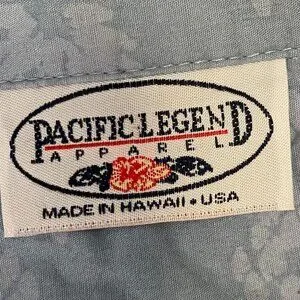 PACIFIC LEGEND
APPAREL
MADE IN HAWAII • USA